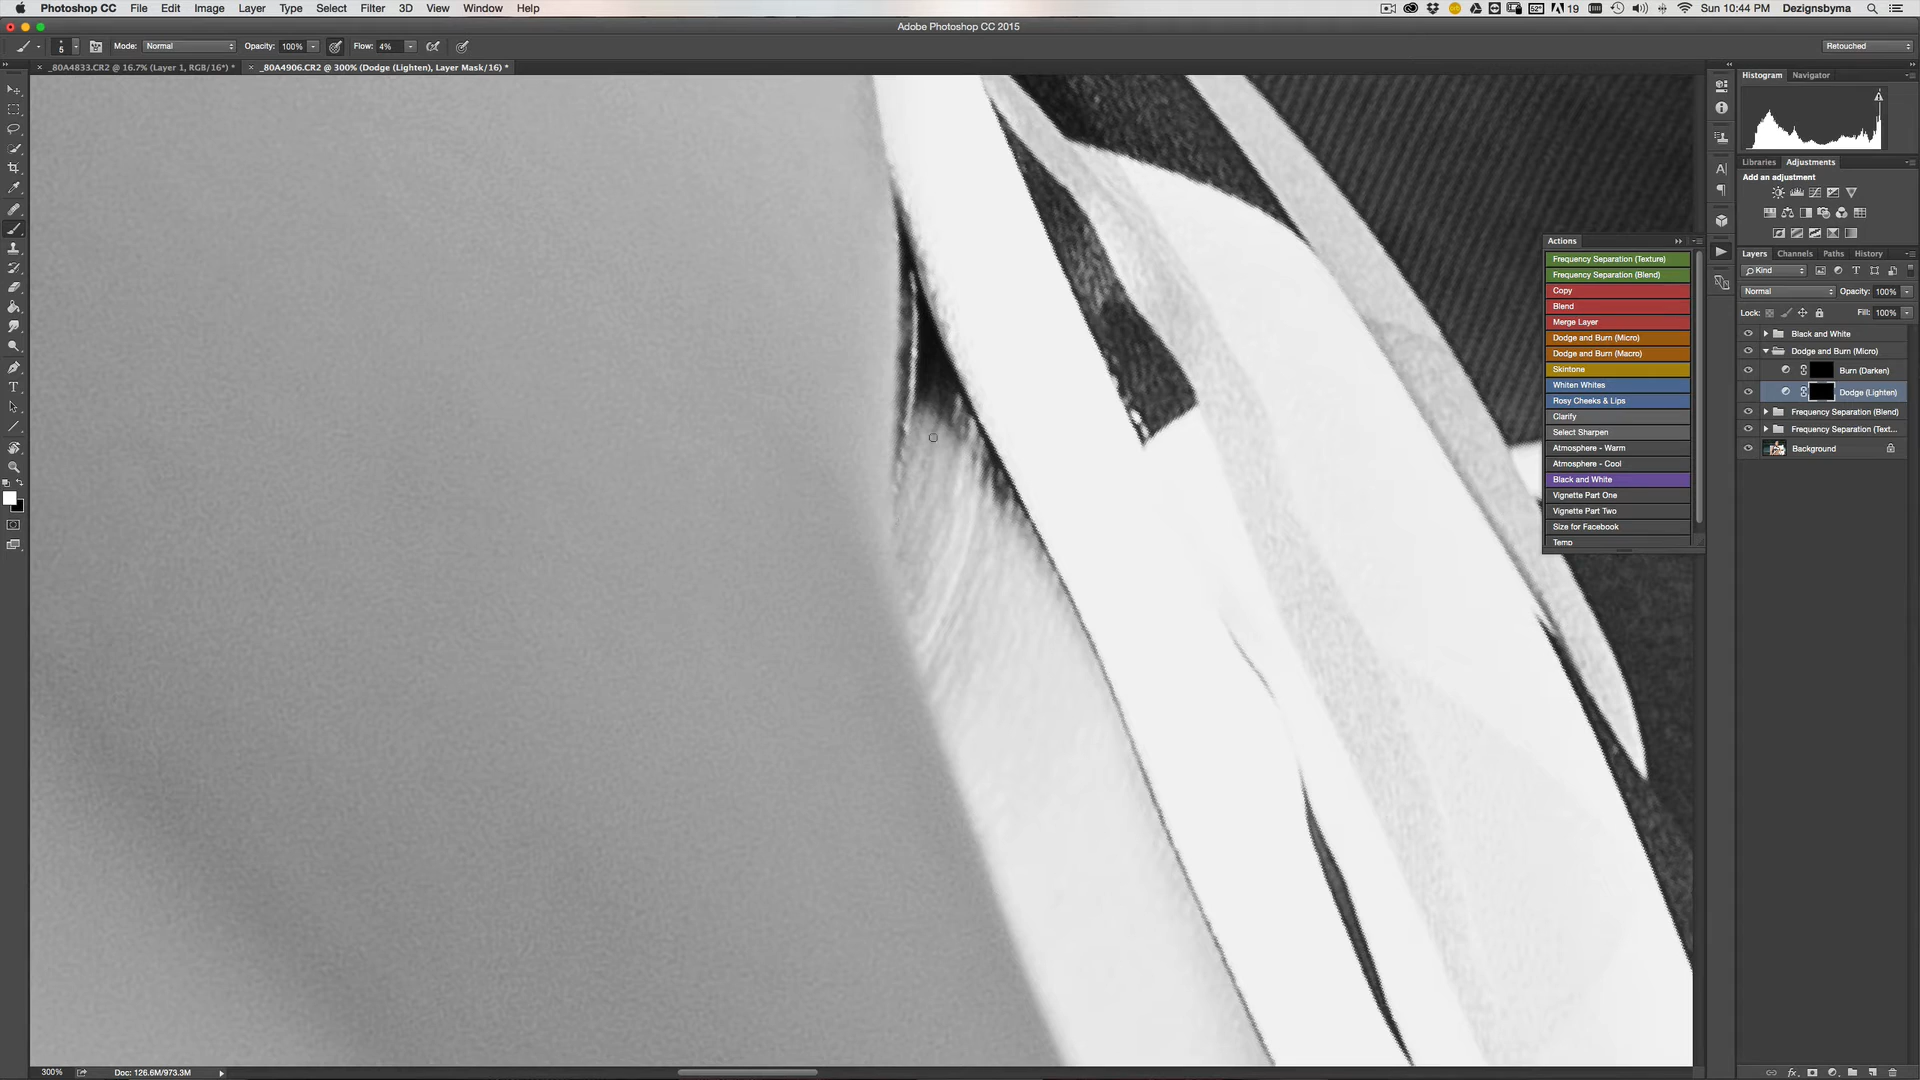 Photoshop CC File Edit Image Layer Type Select Filter 3D View Window Help 52° 19 Sun 10:44 PM Dezignsbyma
Adobe Photoshop CC 2015
5 Mode: Normal Opacity: 100% Flow: 4% Retouched
_80A4833.CR2 @ 16.7% (Layer 1, RGB/16*) * _80A4906.CR2 @ 300% (Dodge (Lighten), Layer Mask/16) *
Histogram Navigator
Libraries Adjustments
Add an adjustment
Actions
Frequency Separation (Texture)
Frequency Separation (Blend)
Copy
Blend
Merge Layer
Dodge and Burn (Micro)
Dodge and Burn (Macro)
Skintone
Whiten Whites
Rosy Cheeks & Lips
Clarify
Select Sharpen
Atmosphere - Warm
Atmosphere - Cool
Black and White
Vignette Part One
Vignette Part Two
Size for Facebook
Temp
Layers Channels Paths History
Kind
Normal Opacity: 100%
Lock: Fill: 100%
Black and White
Dodge and Burn (Micro)
Burn (Darken)
Dodge (Lighten)
Frequency Separation (Blend)
Frequency Separation (Text...
Background
300% Doc: 126.6M/973.3M